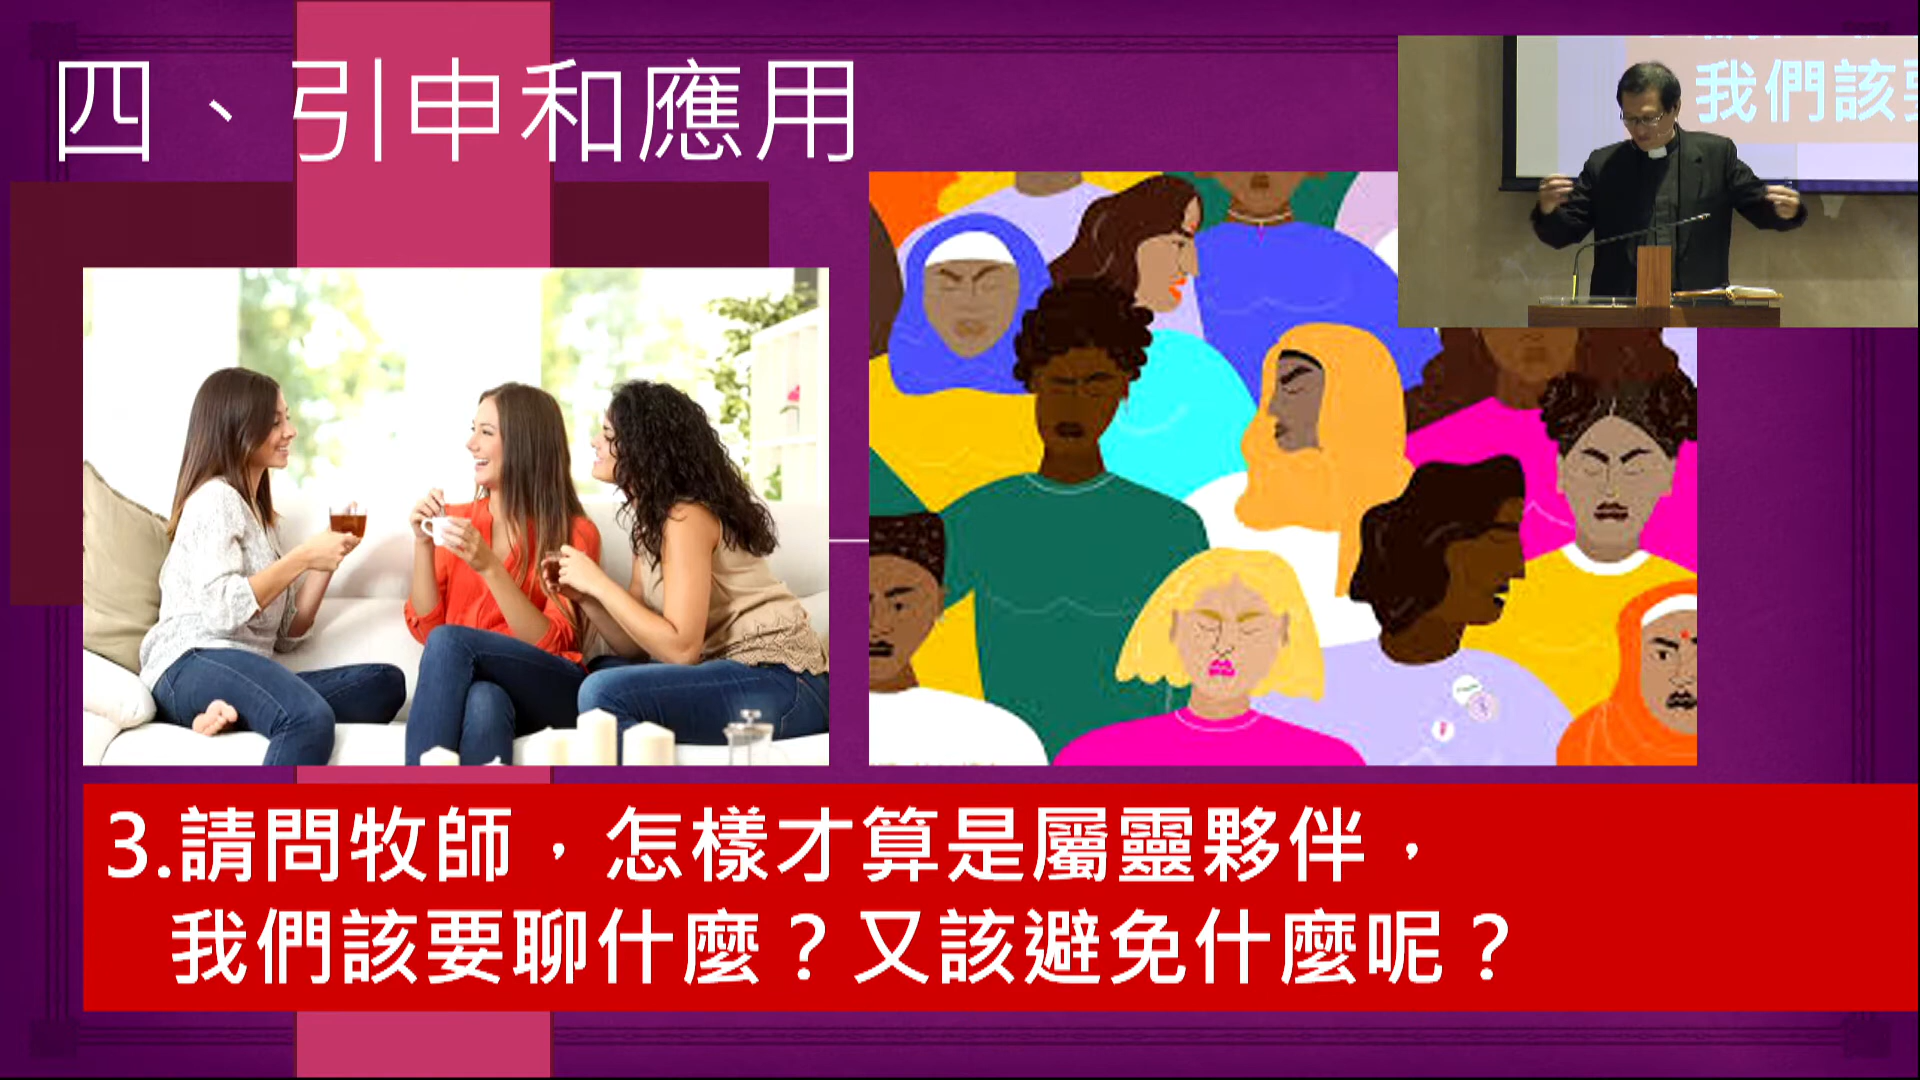 四、引申和應用
我們該
3.請問牧師，怎樣才算是屬靈夥伴，
我們該要聊什麼？又該避免什麼呢？